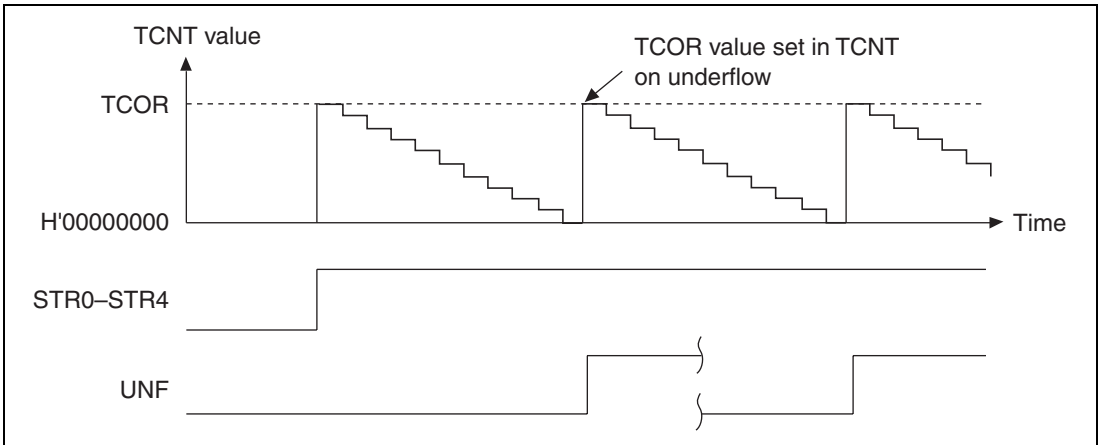 TCNT value
TCOR value set in TCNT
on underflow
TCOR
H'00000000
Time
STR0–STR4
UNF